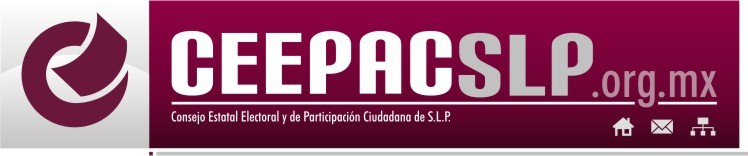 CEEPACSLP.org.mx
Consejo Estatal Electoral y de Participación Ciudadana de S.L.P.